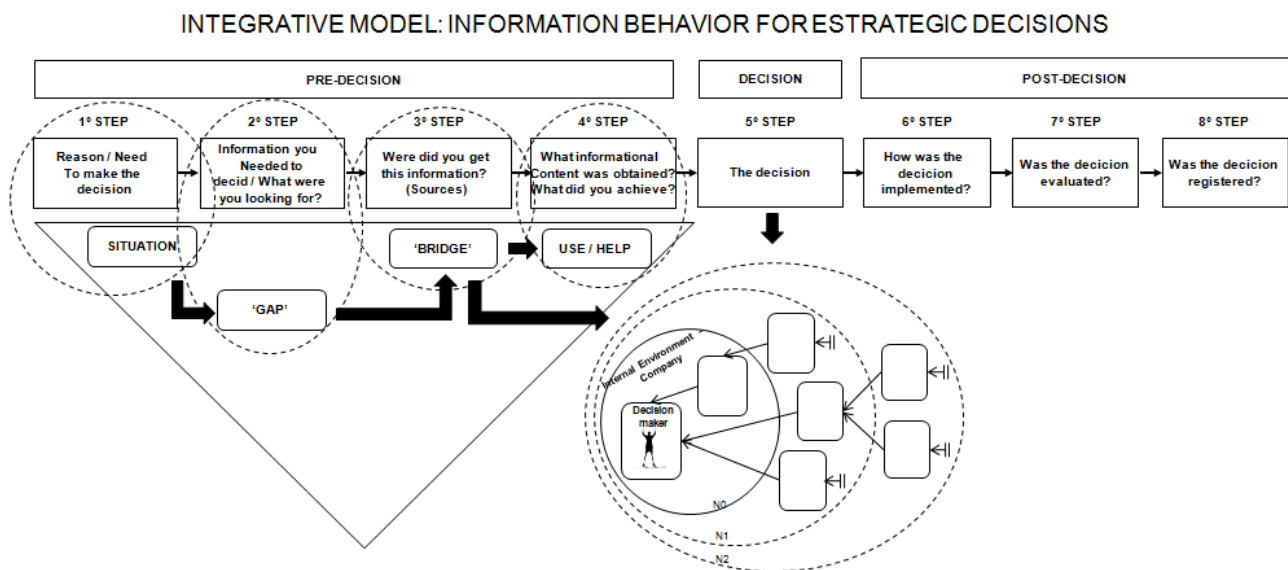 INTEGRATIVE MODEL: INFORMATION BEHAVIOR FOR ESTRATEGIC DECISIONS
PRE-DECISION
DECISION
POST-DECISION
1º STEP
2º STEP
3º STEP
4º STEP
5º STEP
6º STEP
7º STEP
8º STEP
Reason / Need
To make the
decision
Information you
Needed to
decid / What were
you looking for?
Were did you get
this information?
(Sources)
What informational
Content was obtained?
What did you achieve?
The decision
How was the
decicion
implemented?
Was the decicion
evaluated?
Was the decicion
registered?
SITUATION
'GAP'
'BRIDGE'
USE / HELP
Internal Environment
Company
Decision
maker
N0
N1
N2